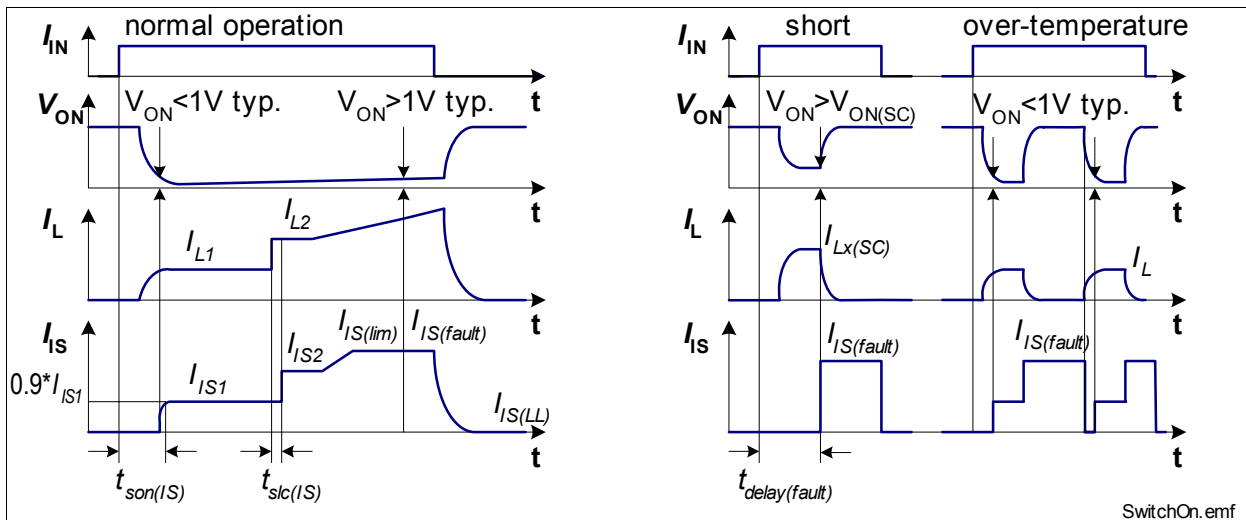 normal operation
short
over-temperature
I_IN
t
t
V_ON
V_ON<1V typ.
V_ON>1V typ.
V_ON>V_ON(SC)
V_ON<1V typ.
t
t
I_L
I_L1
I_L2
I_L
I_Lx(SC)
I_L
t
t
I_IS
0.9*I_IS1
I_IS1
I_IS2
I_IS(lim)
I_IS(fault)
I_IS(LL)
t
I_IS
I_IS(fault)
I_IS(fault)
t
t_son(IS)
t_slc(IS)
t_delay(fault)
I_IN
V_ON
SwitchOn.emf